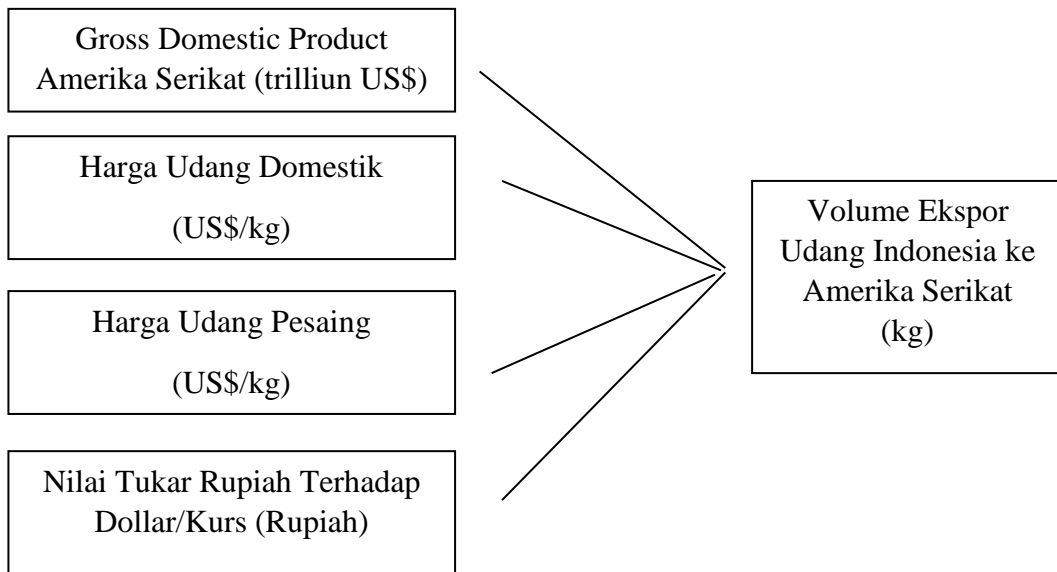 Gross Domestic Product
Amerika Serikat (trilliun US$)
Harga Udang Domestik
(US$/kg)
Harga Udang Pesaing
(US$/kg)
Nilai Tukar Rupiah Terhadap
Dollar/Kurs (Rupiah)
Volume Ekspor
Udang Indonesia ke
Amerika Serikat
(kg)